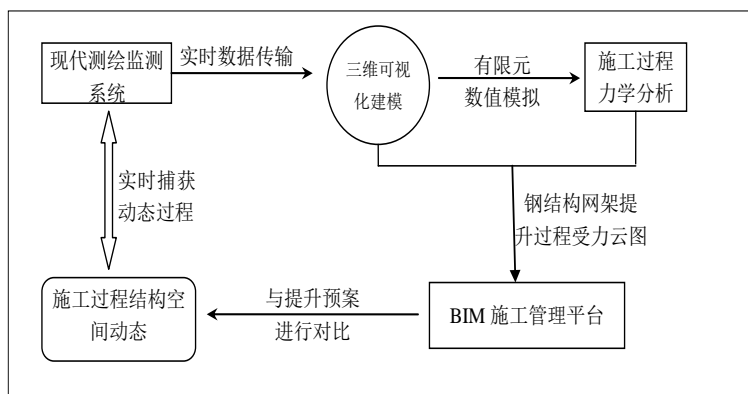 现代测绘监测
系统
实时数据传输
三维可视
化建模
有限元
数值模拟
施工过程
力学分析
实时捕获
动态过程
钢结构网架提
升过程受力云图
施工过程结构空
间动态
与提升预案
进行对比
BIM 施工管理平台